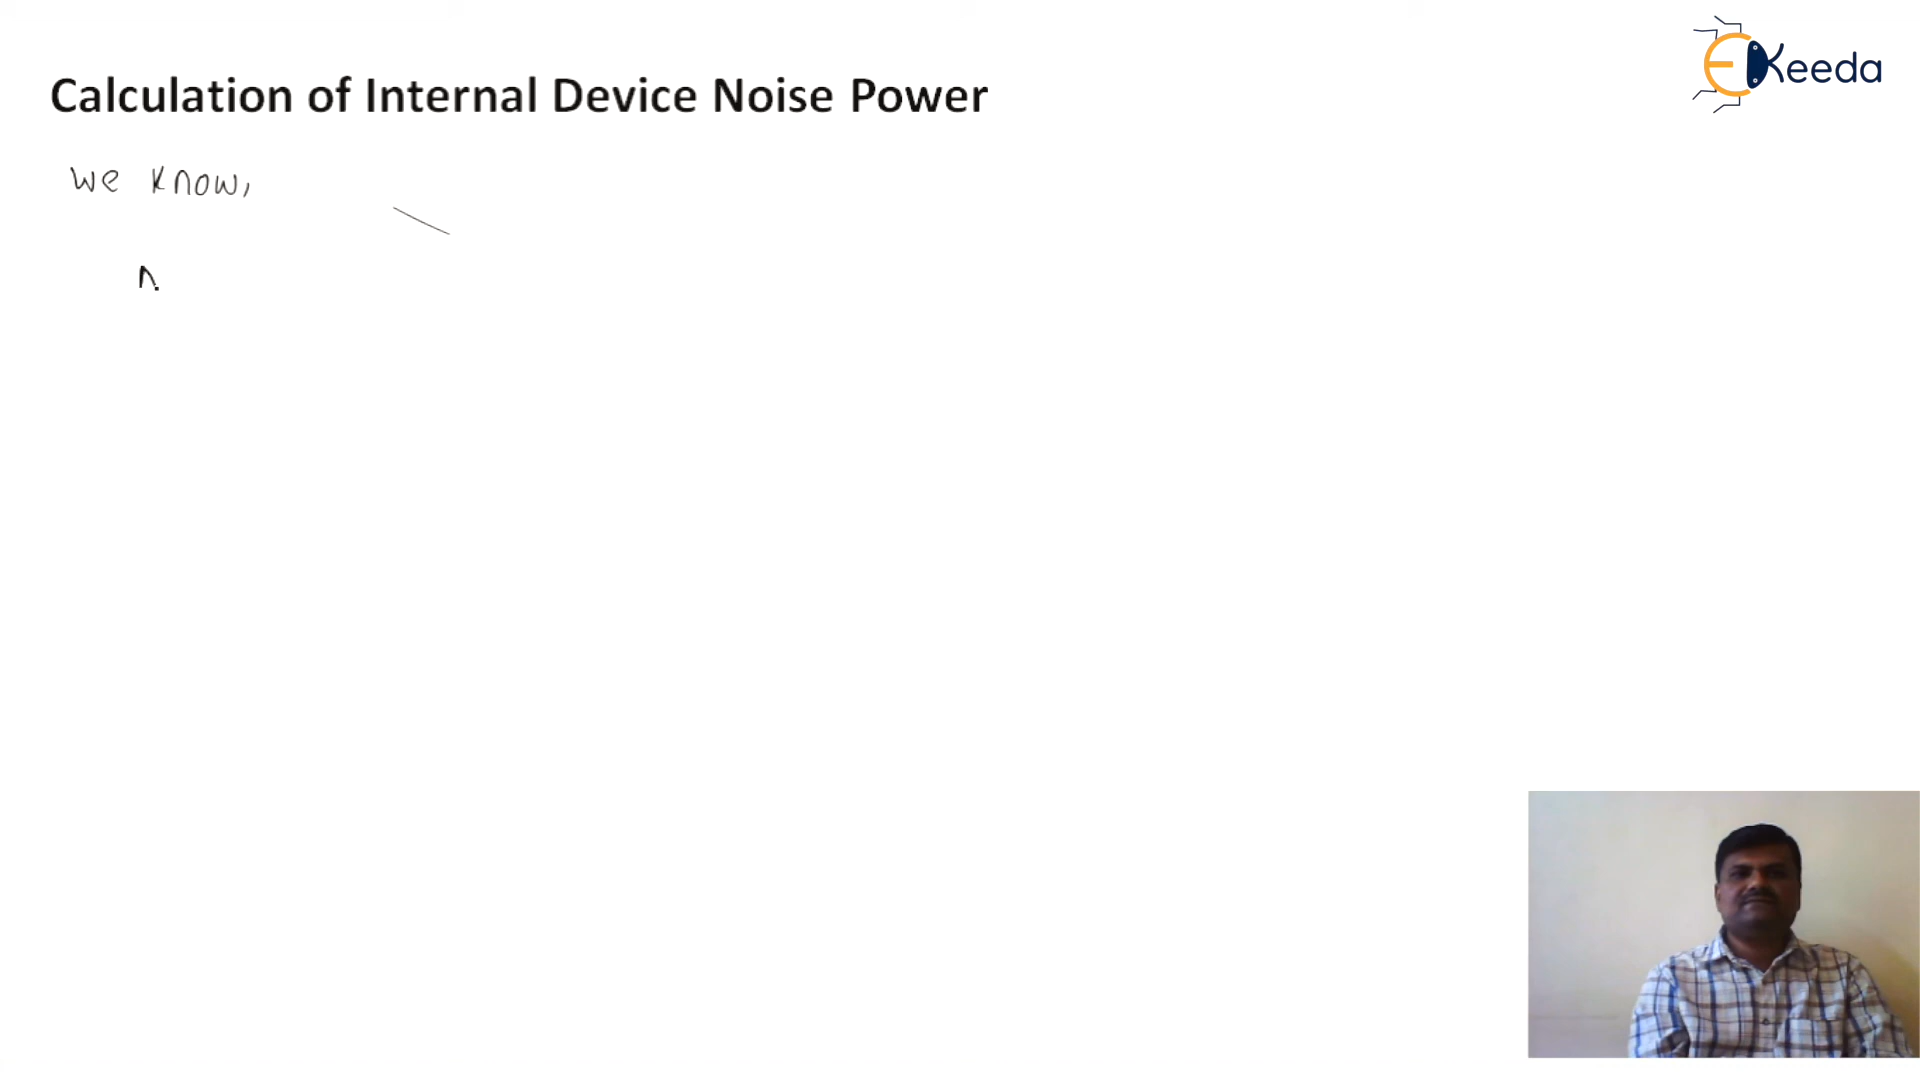 EKeeda
Calculation of Internal Device Noise Power
We know,